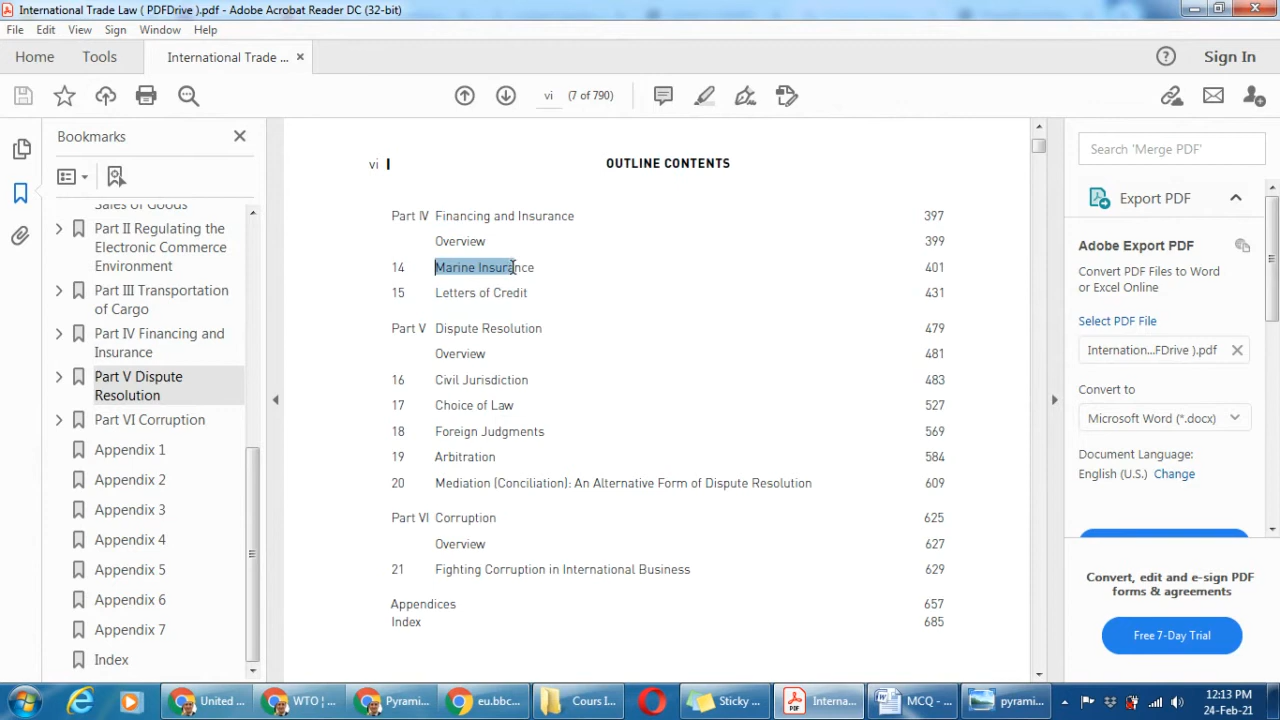 International Trade Law ( PDFDrive ).pdf - Adobe Acrobat Reader DC (32-bit)
File Edit View Sign Window Help
Home Tools International Trade ... × Sign In
vi (7 of 790)
Bookmarks
Sales of Goods
Part II Regulating the
Electronic Commerce
Environment
Part III Transportation
of Cargo
Part IV Financing and
Insurance
Part V Dispute
Resolution
Part VI Corruption
Appendix 1
Appendix 2
Appendix 3
Appendix 4
Appendix 5
Appendix 6
Appendix 7
Index
vi OUTLINE CONTENTS
Part IV Financing and Insurance 397
Overview 399
14 Marine Insurance 401
15 Letters of Credit 431
Part V Dispute Resolution 479
Overview 481
16 Civil Jurisdiction 483
17 Choice of Law 527
18 Foreign Judgments 569
19 Arbitration 584
20 Mediation (Conciliation): An Alternative Form of Dispute Resolution 609
Part VI Corruption 625
Overview 627
21 Fighting Corruption in International Business 629
Appendices 657
Index 685
Search 'Merge PDF'
Export PDF
Adobe Export PDF
Convert PDF Files to Word
or Excel Online
Select PDF File
Internation...FDrive ).pdf
Convert to
Microsoft Word (*.docx)
Document Language:
English (U.S.) Change
Convert, edit and e-sign PDF
forms & agreements
Free 7-Day Trial
United ... WTO | ... Pyrami... eu.bbc... Cours I... Sticky ... Interna... MCQ - ... pyrami...
12:13 PM
24-Feb-21